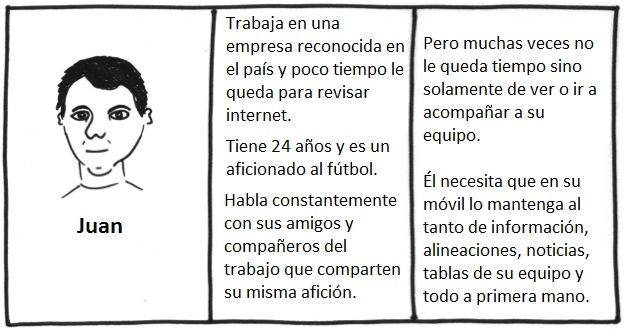 Juan
Trabaja en una
empresa reconocida en
el país y poco tiempo le
queda para revisar
internet.
Tiene 24 años y es un
aficionado al fútbol.
Habla constantemente
con sus amigos y
compañeros del
trabajo que comparten
su misma afición.
Pero muchas veces no
le queda tiempo sino
solamente de ver o ir a
acompañar a su
equipo.
Él necesita que en su
móvil lo mantenga al
tanto de información,
alineaciones, noticias,
tablas de su equipo y
todo a primera mano.